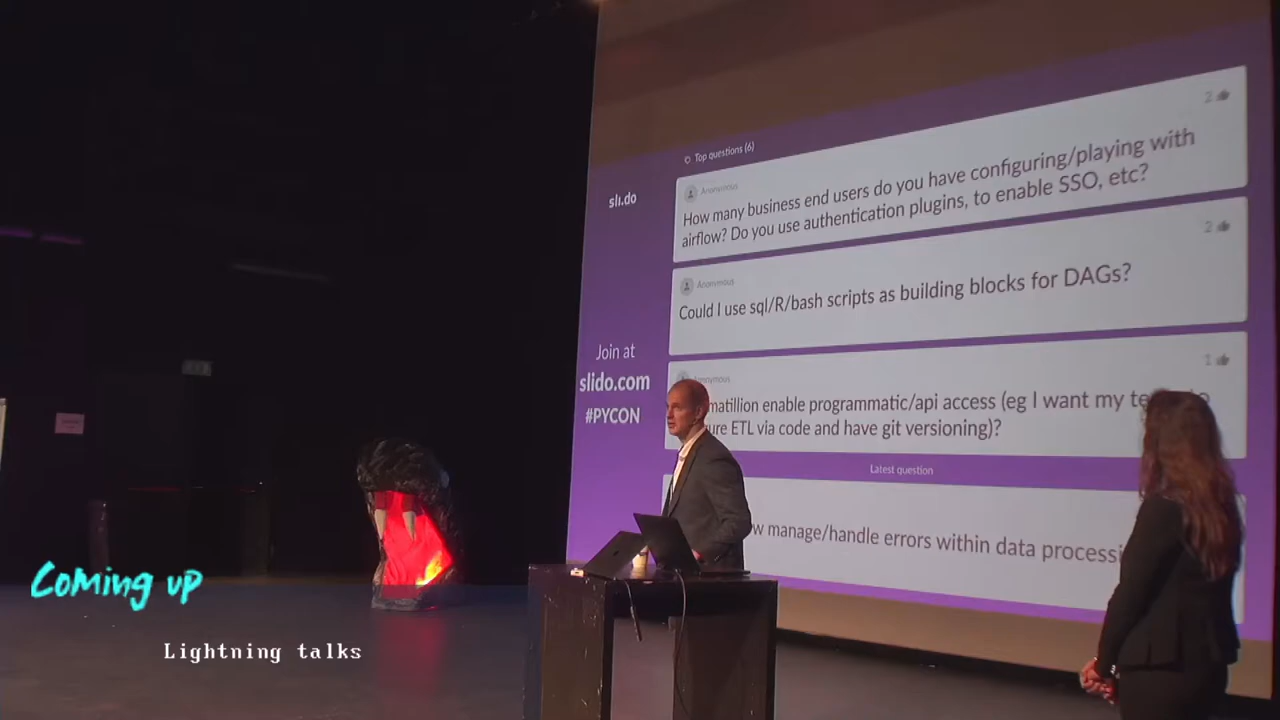 Top questions (6)
2
Anonymous
How many business end users do you have configuring/playing with
airflow? Do you use authentication plugins, to enable SSO, etc?
2
Anonymous
Could I use sql/R/bash scripts as building blocks for DAGs?
1
Anonymous
matillion enable programmatic/api access (eg I want my
ETL via code and have git versioning)?
Latest question
manage/handle errors within data
sli.do
Join at
slido.com
#PYCON
Coming up
Lightning talks